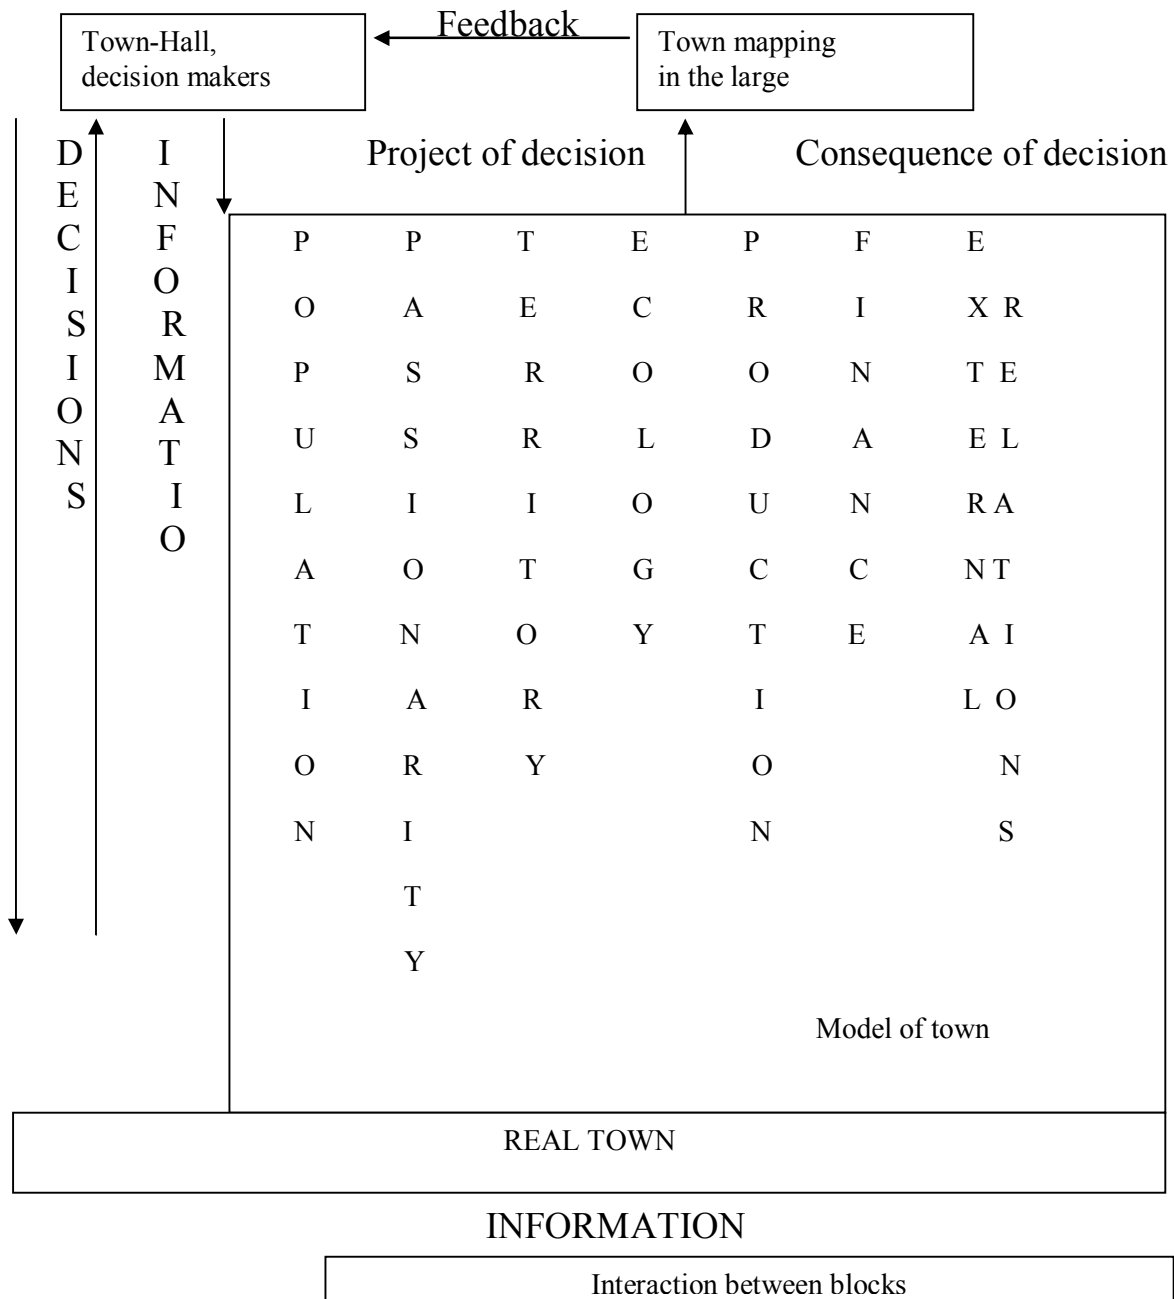 Feedback
Town-Hall,
decision makers
Town mapping
in the large
Project of decision
Consequence of decision
DECISIONS
INFORMATIO
POPULATION
PASSIONARITY
TERRITORY
ECOLOGY
PRODUCTION
FINANCE
EXTERNAL
RELATIONS
Model of town
REAL TOWN
INFORMATION
Interaction between blocks